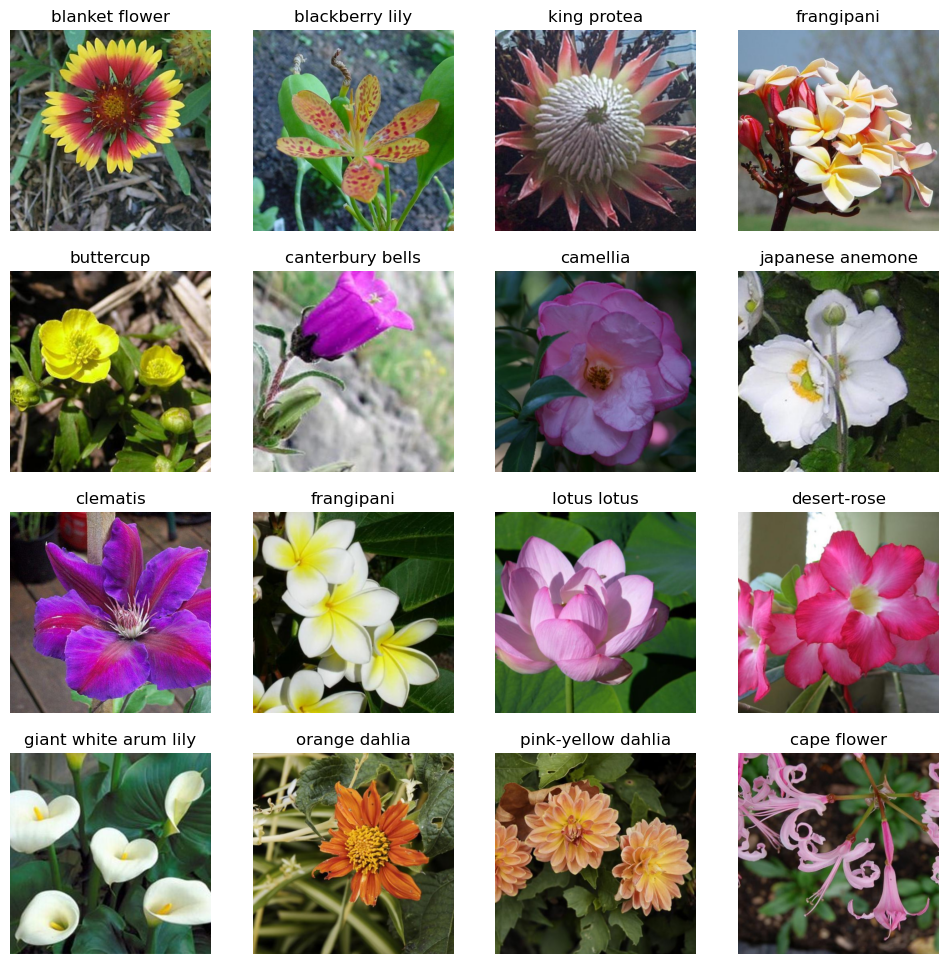 blanket flower
blackberry lily
king protea
frangipani
buttercup
canterbury bells
camellia
japanese anemone
clematis
frangipani
lotus lotus
desert-rose
giant white arum lily
orange dahlia
pink-yellow dahlia
cape flower